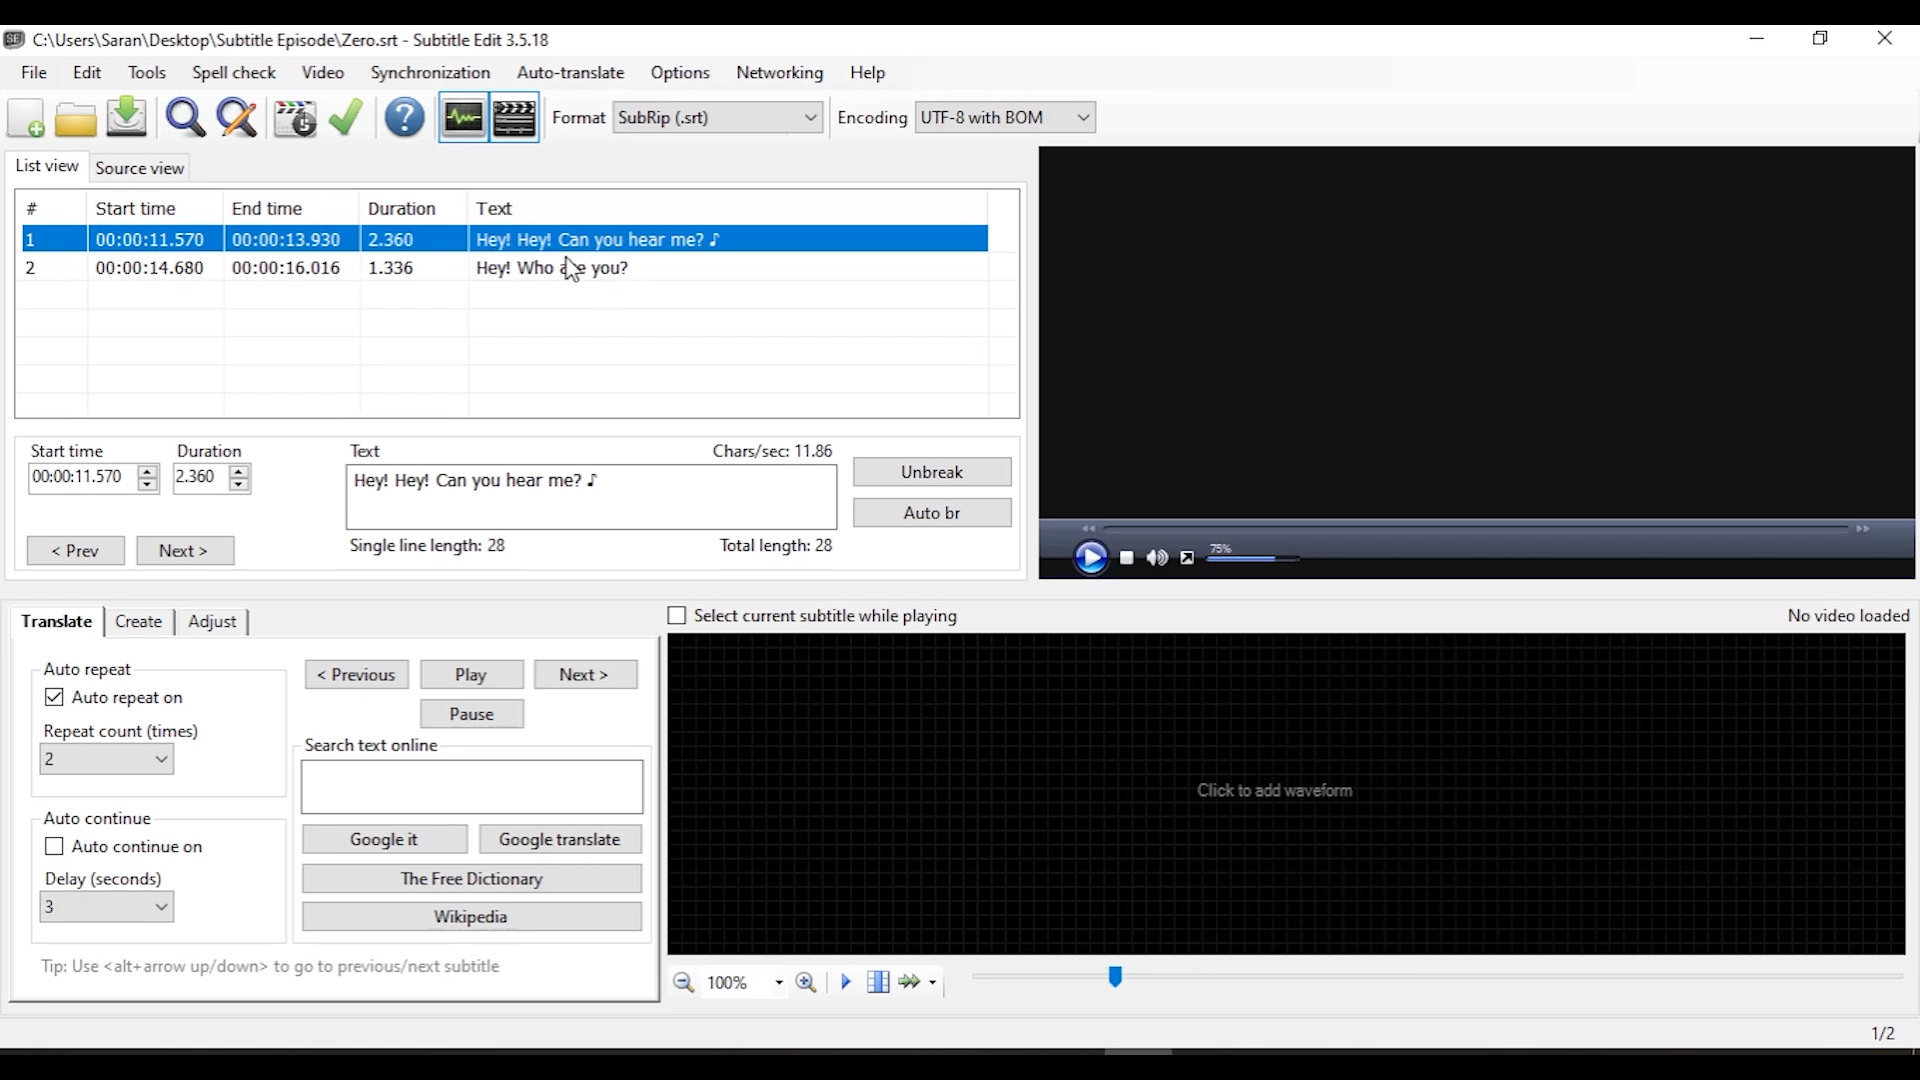 SE C:\Users\Saran\Desktop\Subtitle Episode\Zero.srt - Subtitle Edit 3.5.18
File Edit Tools Spell check Video Synchronization Auto-translate Options Networking Help
Format SubRip (.srt) Encoding UTF-8 with BOM
List view Source view
# Start time End time Duration Text
1 00:00:11.570 00:00:13.930 2.360 Hey! Hey! Can you hear me? ♪
2 00:00:14.680 00:00:16.016 1.336 Hey! Who are you?
Start time Duration Text Chars/sec: 11.86
00:00:11.570 2.360 Hey! Hey! Can you hear me? ♪
Unbreak
Auto br
Single line length: 28 Total length: 28
< Prev Next >
75%
Translate Create Adjust
Select current subtitle while playing No video loaded
Auto repeat
Auto repeat on
Repeat count (times)
2
Auto continue
Auto continue on
Delay (seconds)
3
< Previous Play Next >
Pause
Search text online
Google it Google translate
The Free Dictionary
Wikipedia
Tip: Use <alt+arrow up/down> to go to previous/next subtitle
Click to add waveform
100%
1/2